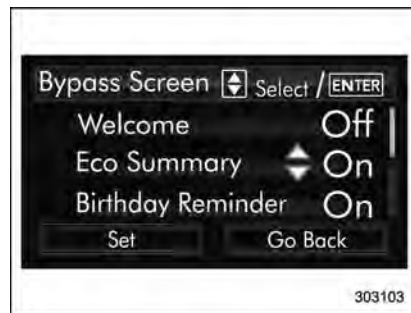 Bypass Screen Select / ENTER
Welcome Off
Eco Summary On
Birthday Reminder On
Set Go Back
303103